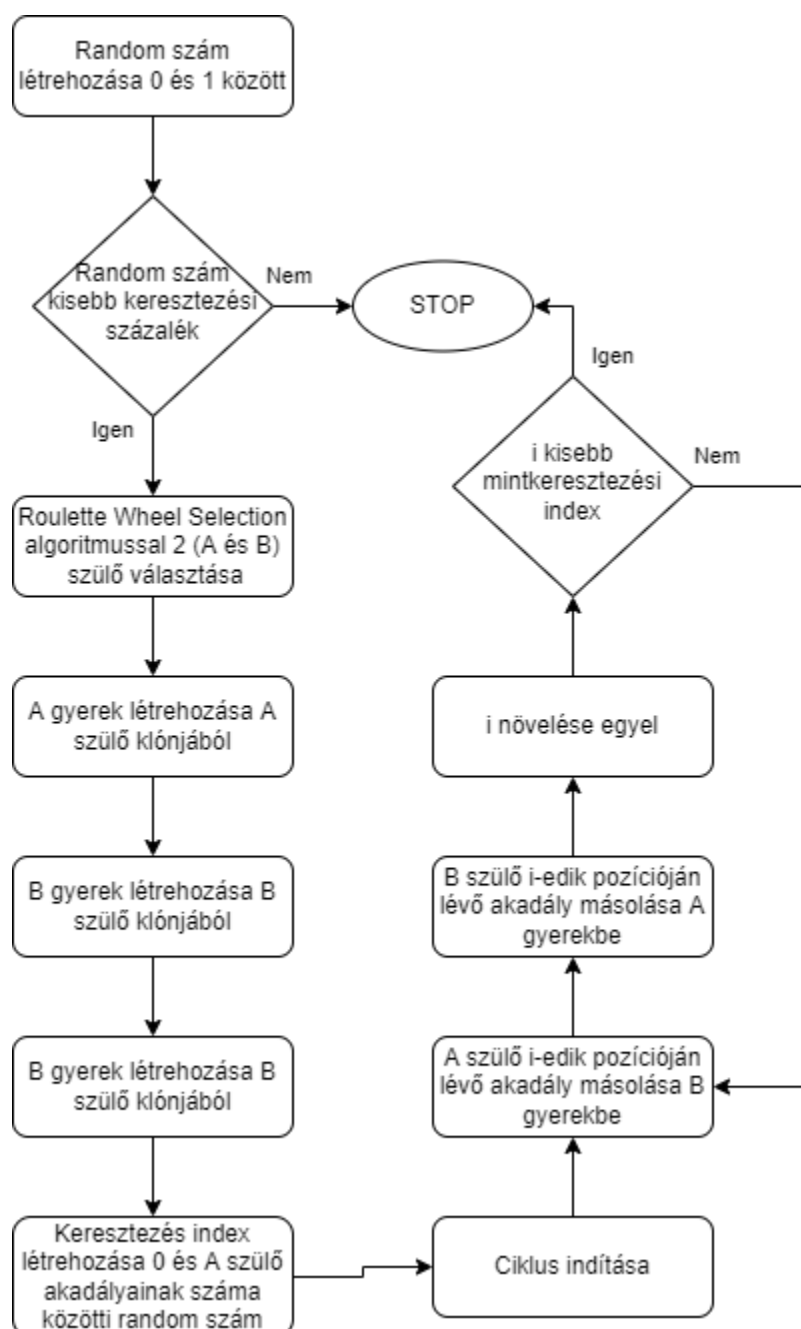 Random szám
létrehozása 0 és 1 között
Random szám
kisebb keresztezési
százalék
Nem
STOP
Igen
Igen
i kisebb
mintkeresztezési
index
Nem
Roulette Wheel Selection
algoritmussal 2 (A és B)
szülő választása
A gyerek létrehozása A
szülő klónjából
i növelése egyel
B gyerek létrehozása B
szülő klónjából
B szülő i-edik pozícióján
lévő akadály másolása A
gyerekbe
B gyerek létrehozása B
szülő klónjából
A szülő i-edik pozícióján
lévő akadály másolása B
gyerekbe
Keresztezés index
létrehozása 0 és A szülő
akadályainak száma
közötti random szám
Ciklus indítása